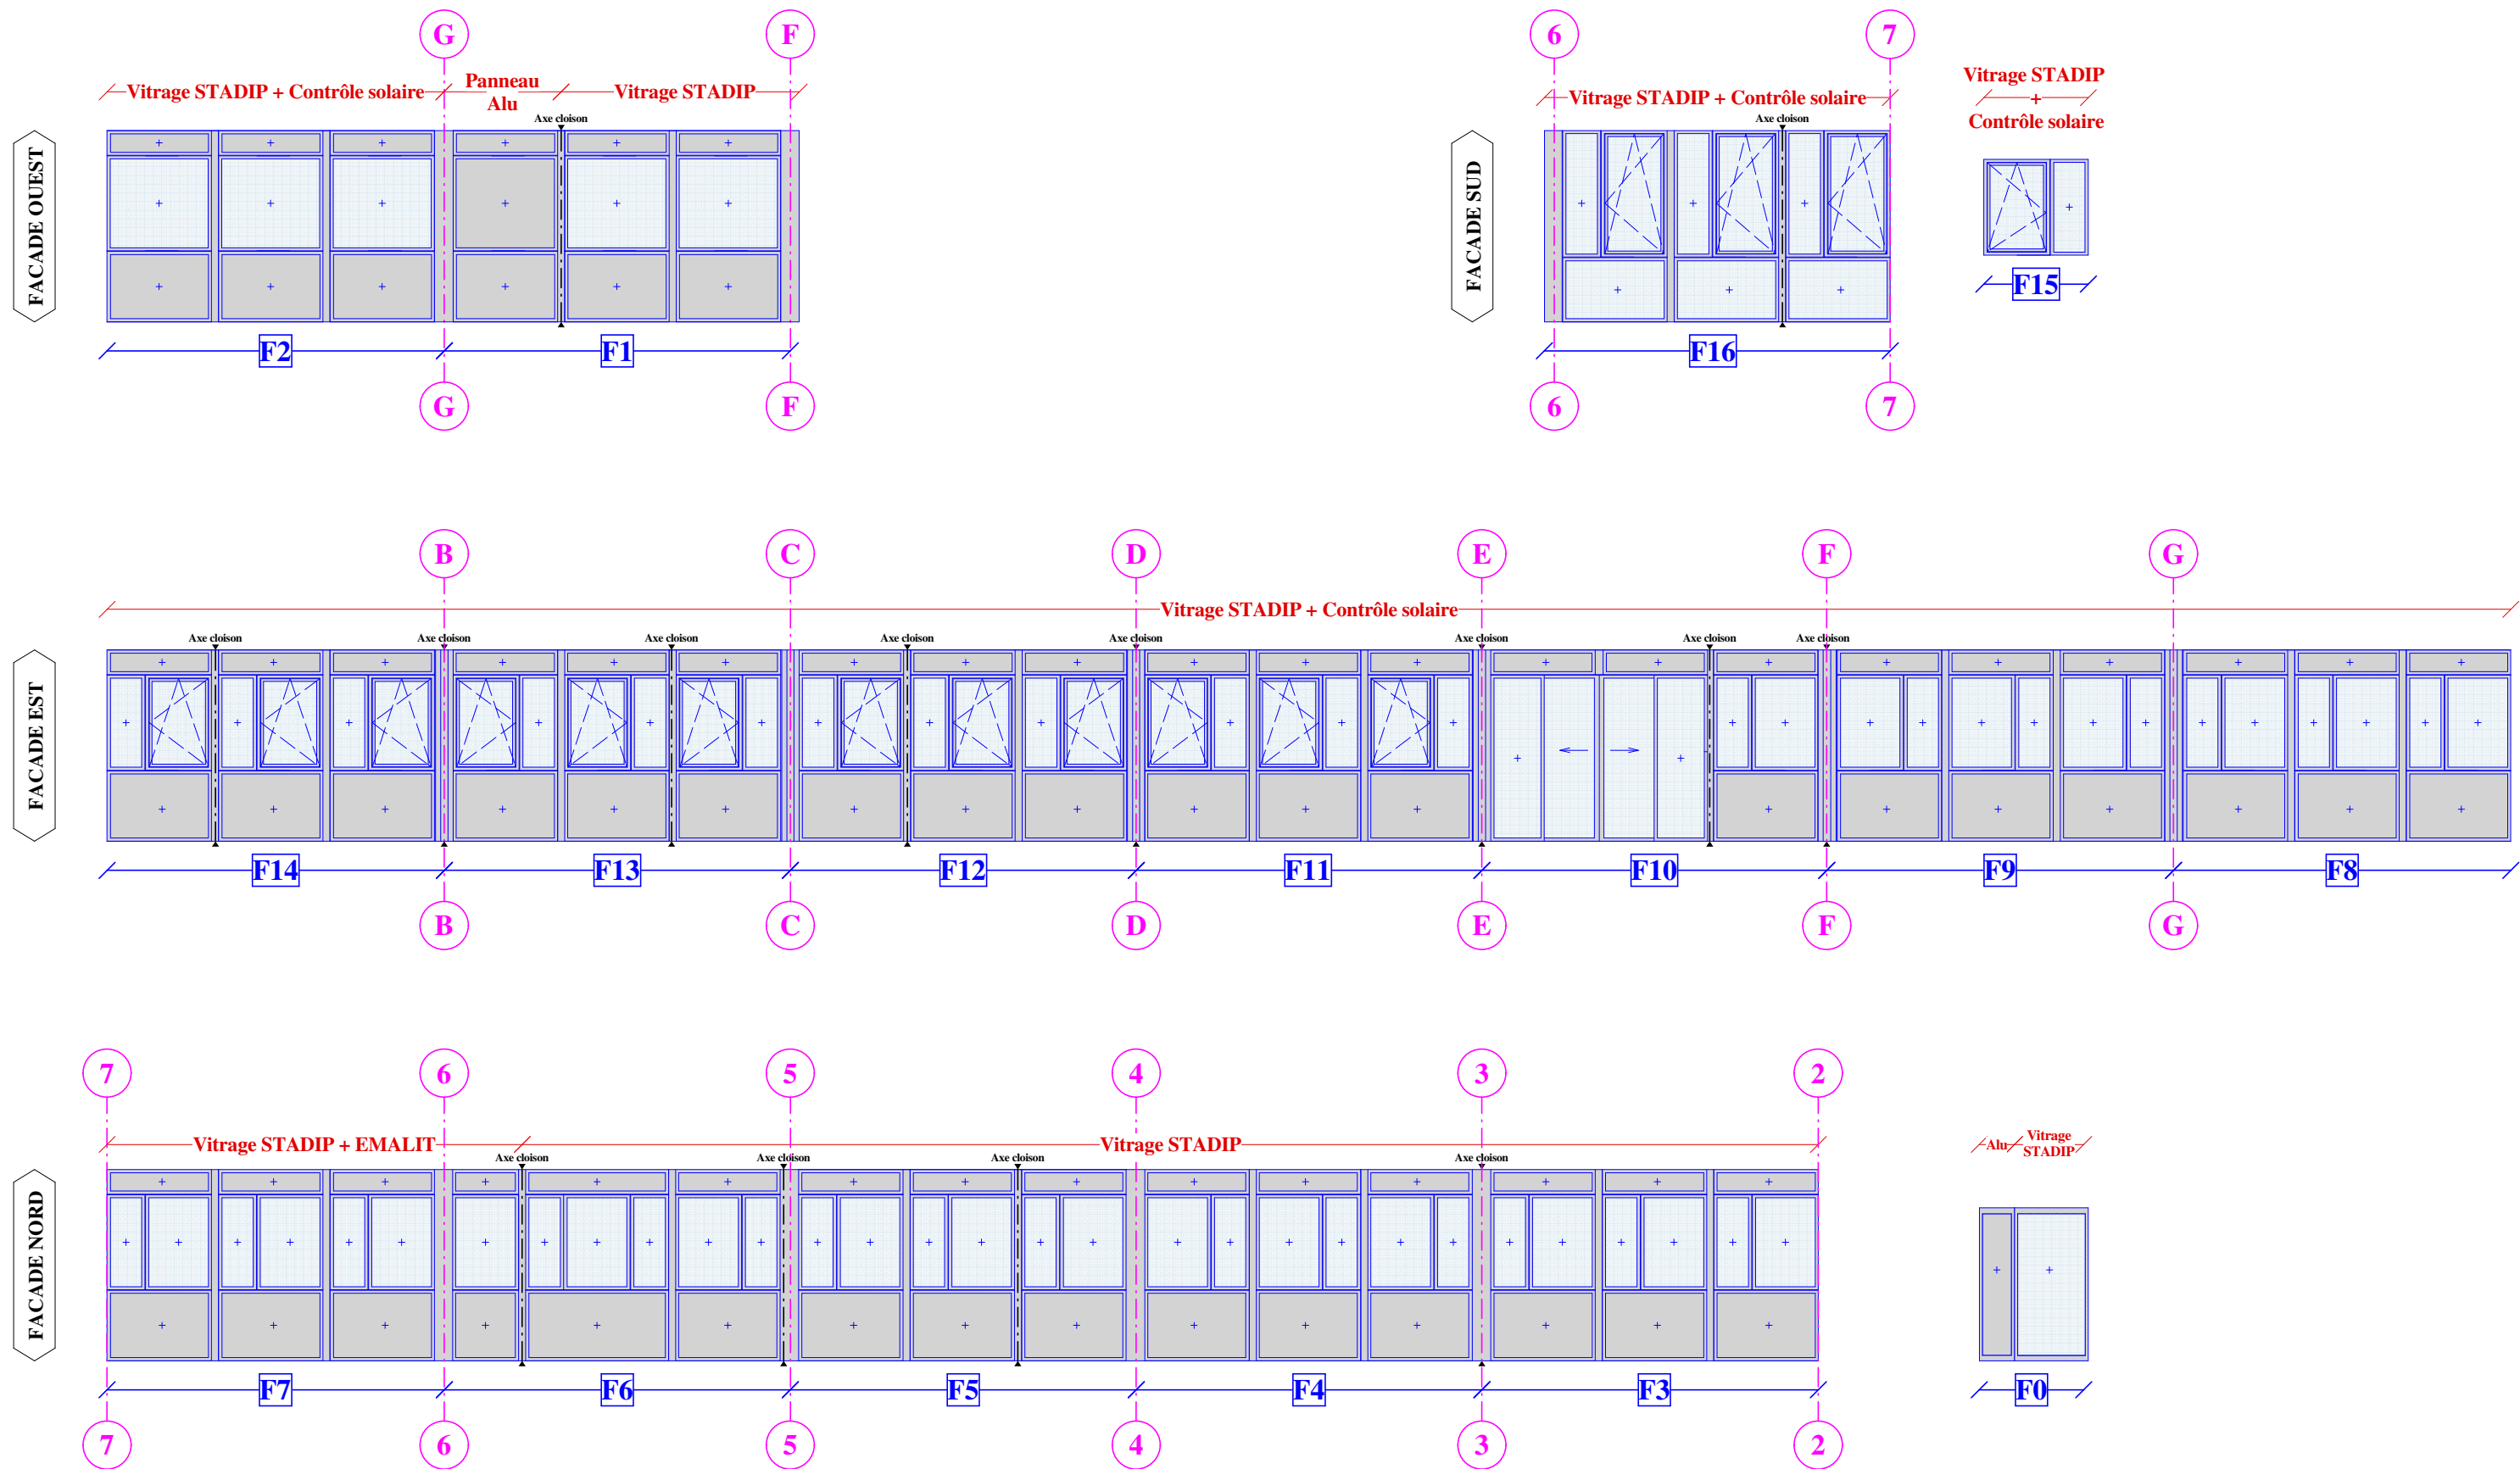 G
F
6
7
Vitrage STADIP + Contrôle solaire
Panneau
Alu
Vitrage STADIP
Vitrage STADIP + Contrôle solaire
Vitrage STADIP
+
Contrôle solaire
Axe cloison
Axe cloison
FACADE OUEST
FACADE SUD
F15
F2
F1
F16
G
F
6
7
B
C
D
E
F
G
Vitrage STADIP + Contrôle solaire
Axe cloison
Axe cloison
Axe cloison
Axe cloison
Axe cloison
Axe cloison
Axe cloison
Axe cloison
FACADE EST
F14
F13
F12
F11
F10
F9
F8
B
C
D
E
F
G
7
6
5
4
3
2
Vitrage STADIP + EMALIT
Vitrage STADIP
Alu
Vitrage
STADIP
Axe cloison
Axe cloison
Axe cloison
Axe cloison
FACADE NORD
F7
F6
F5
F4
F3
F0
7
6
5
4
3
2